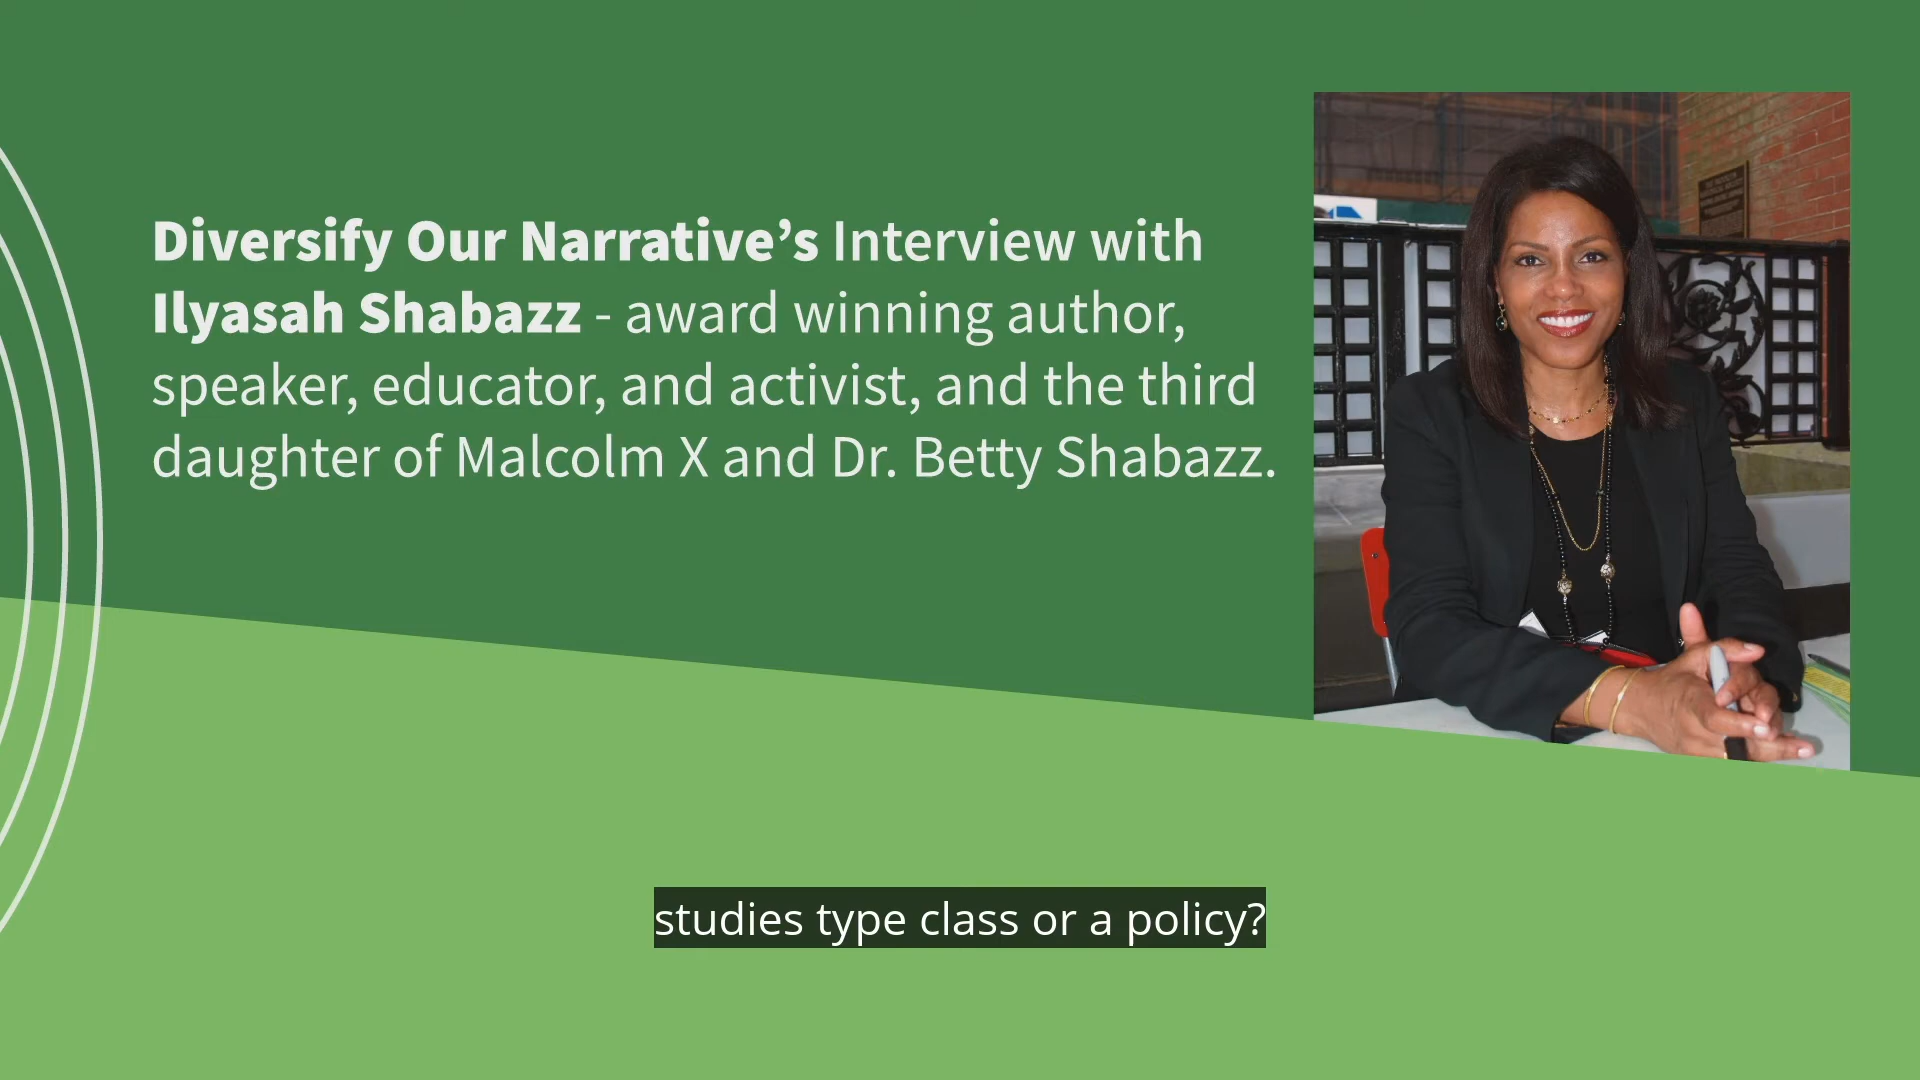 Diversify Our Narrative’s Interview with
Ilyasah Shabazz - award winning author,
speaker, educator, and activist, and the third
daughter of Malcolm X and Dr. Betty Shabazz.
studies type class or a policy?